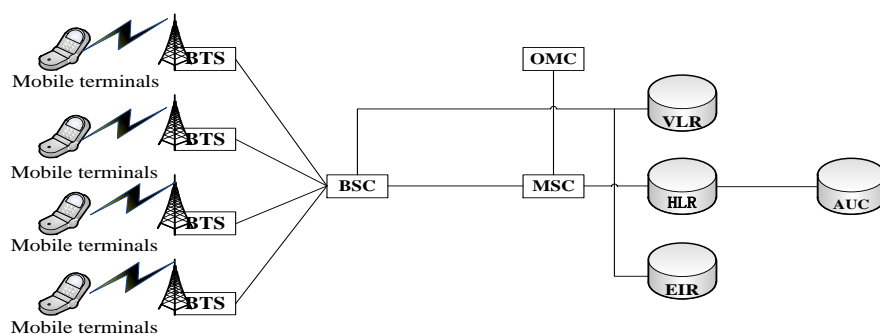 BTS
Mobile terminals
OMC
BTS
VLR
Mobile terminals
BSC
MSC
HLR
AUC
BTS
Mobile terminals
BTS
EIR
Mobile terminals